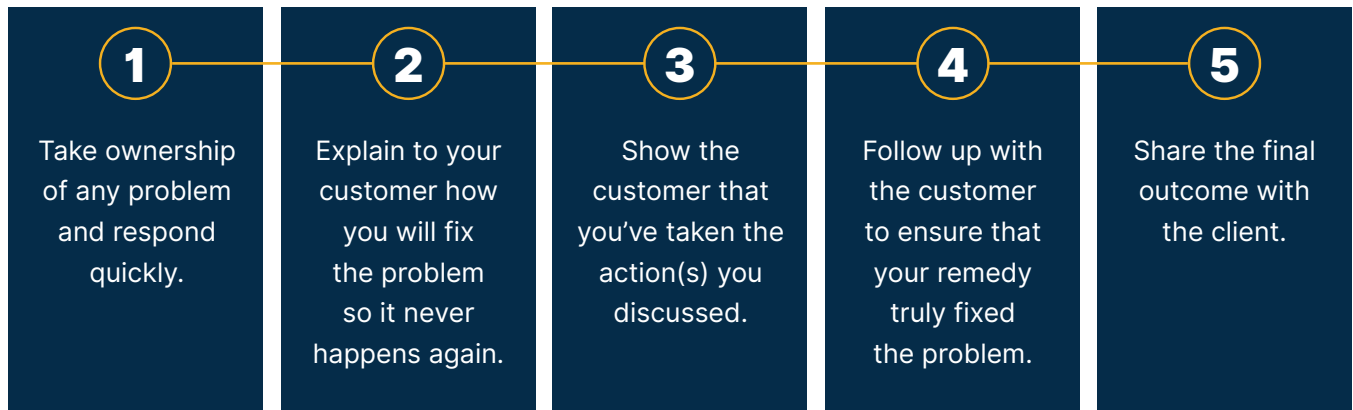 1
Take ownership
of any problem
and respond
quickly.
2
Explain to your
customer how
you will fix
the problem
so it never
happens again.
3
Show the
customer that
you’ve taken the
action(s) you
discussed.
4
Follow up with
the customer
to ensure that
your remedy
truly fixed
the problem.
5
Share the final
outcome with
the client.